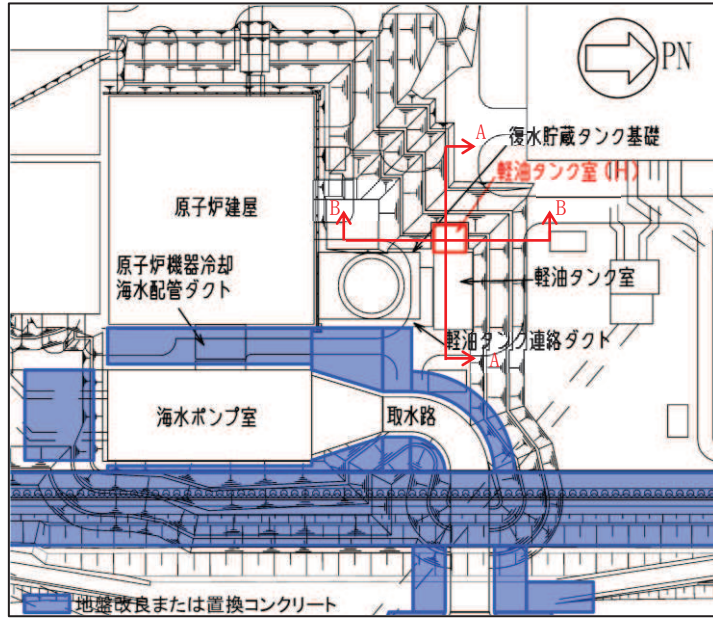 PN
A
復水貯蔵タンク基礎
軽油タンク室(H)
B
B
原子炉建屋
原子炉機器冷却
海水配管ダクト
軽油タンク室
軽油タンク連絡ダクト
A
海水ポンプ室
取水路
地盤改良または置換コンクリート